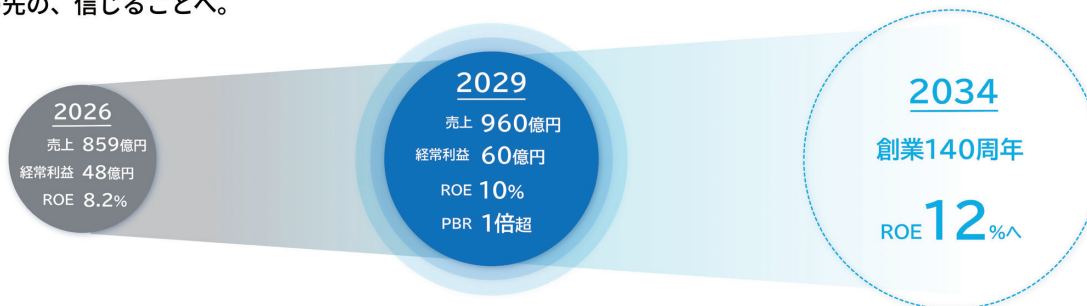 先の、信じることへ。
2026
売上 859億円
経常利益 48億円
ROE 8.2%
2029
売上 960億円
経常利益 60億円
ROE 10%
PBR 1倍超
2034
創業140周年
ROE 12%へ